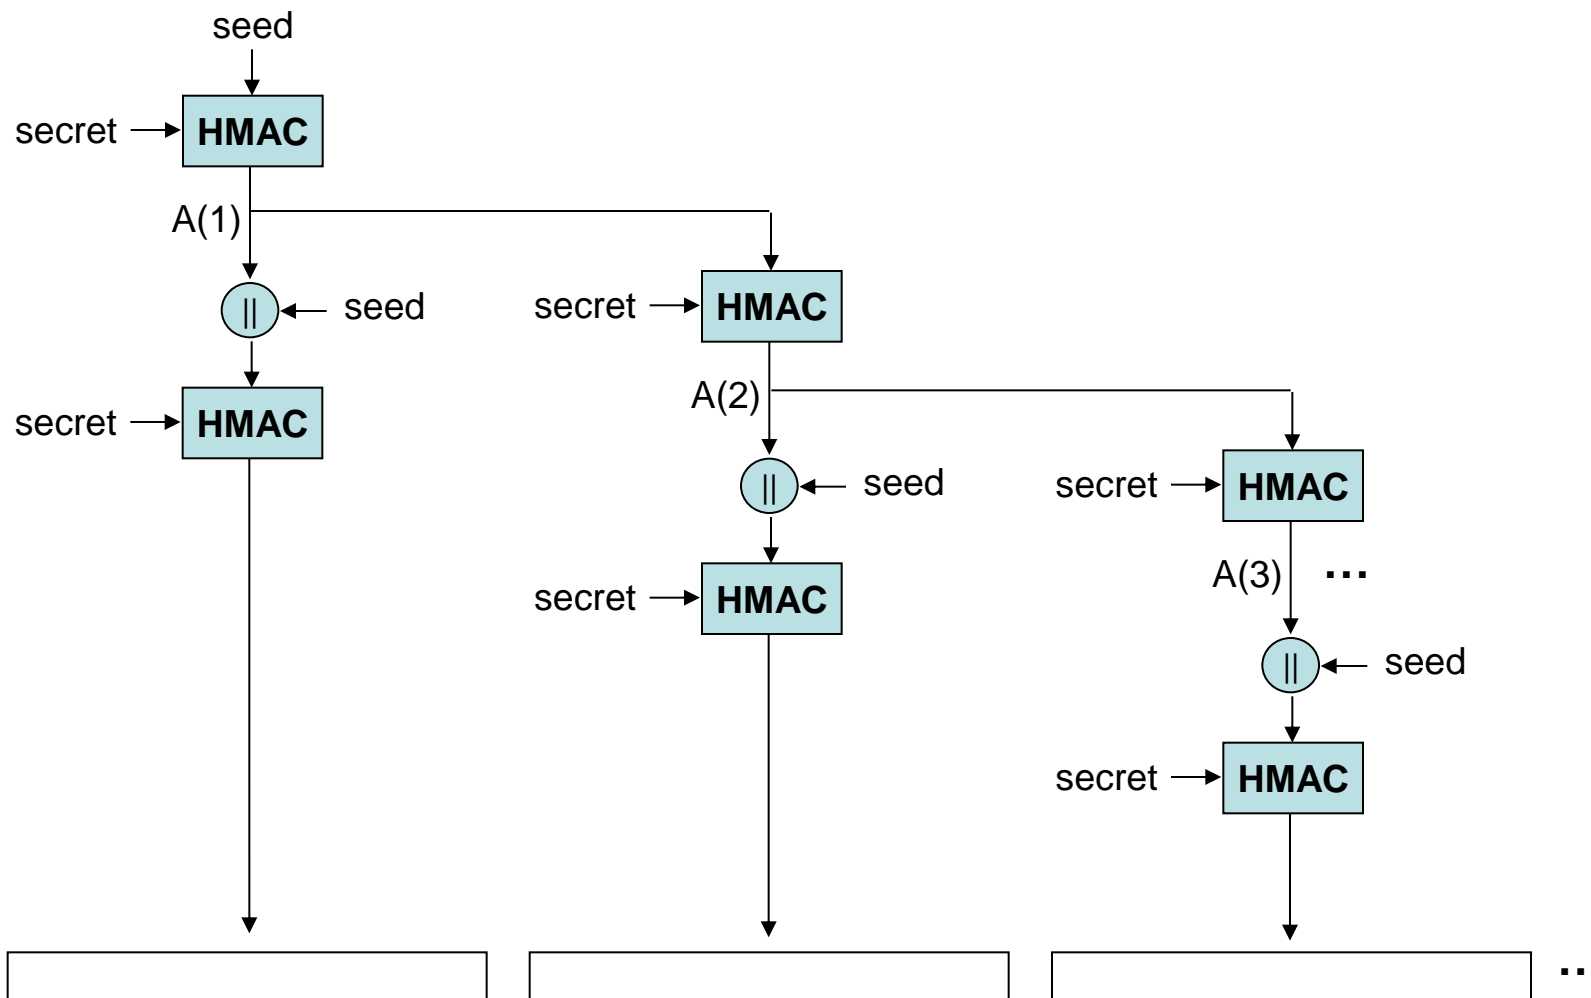 seed
secret HMAC
A(1)
|| seed
secret HMAC
A(2)
secret HMAC
|| seed
secret HMAC
secret HMAC
A(3) ...
|| seed
secret HMAC
..